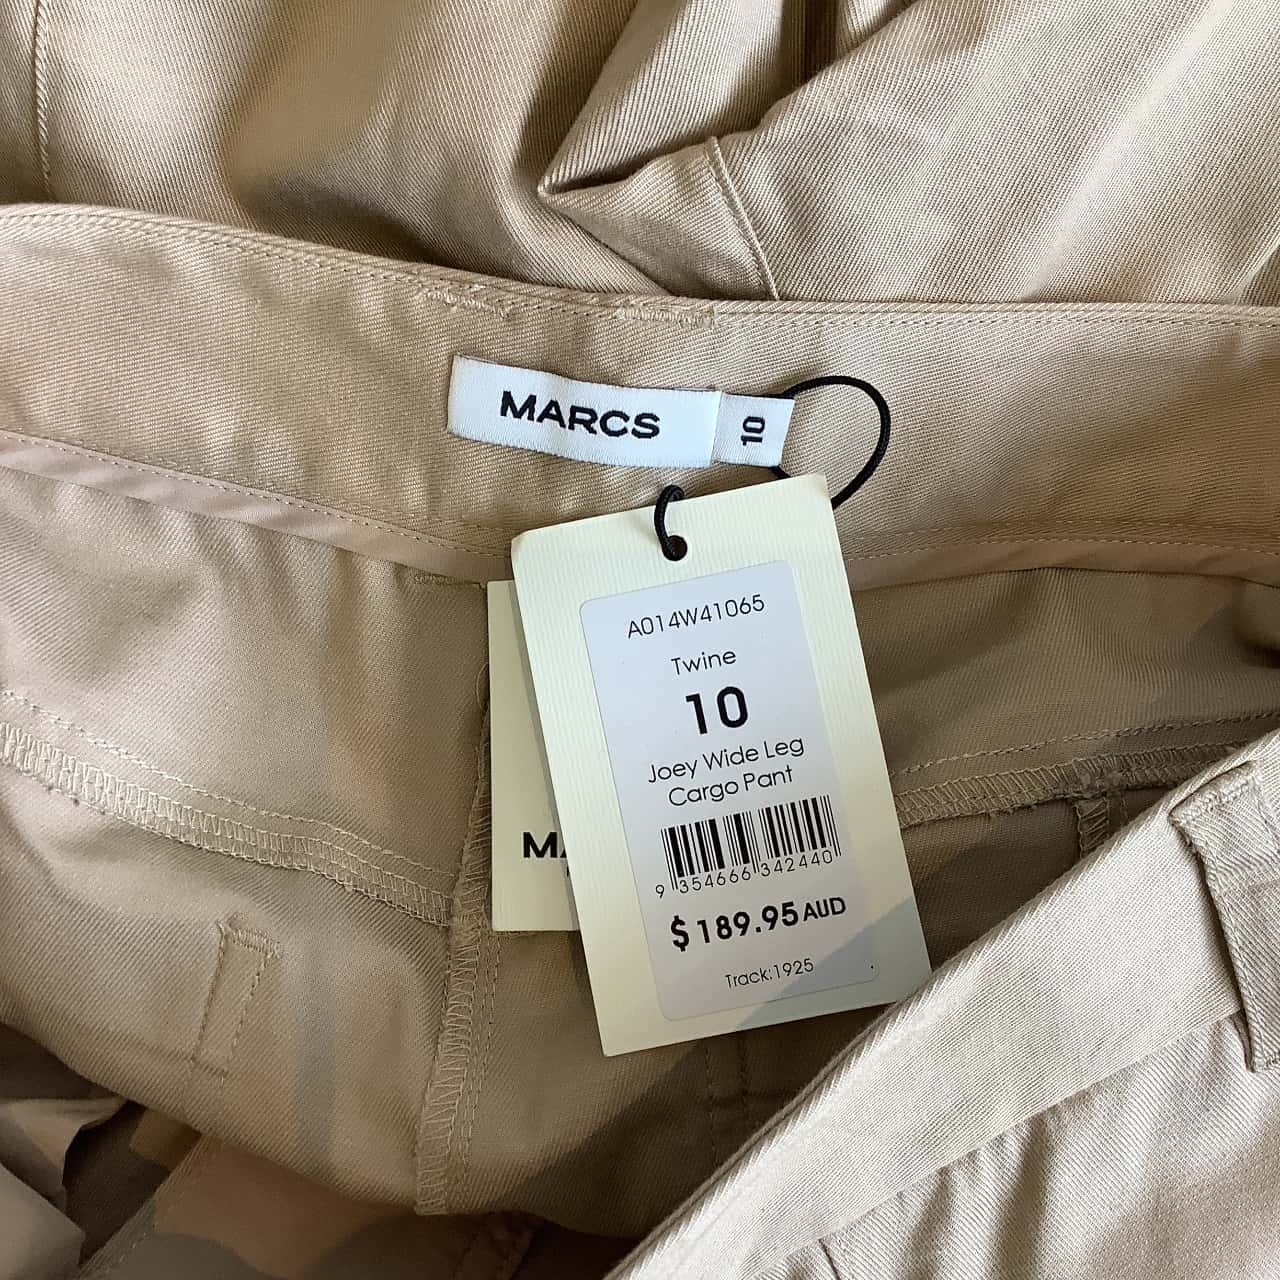 MARCS
10
A014W41065
Twine
10
Joey Wide Leg
Cargo Pant
9 354666 342440
$189.95 AUD
Track:1925